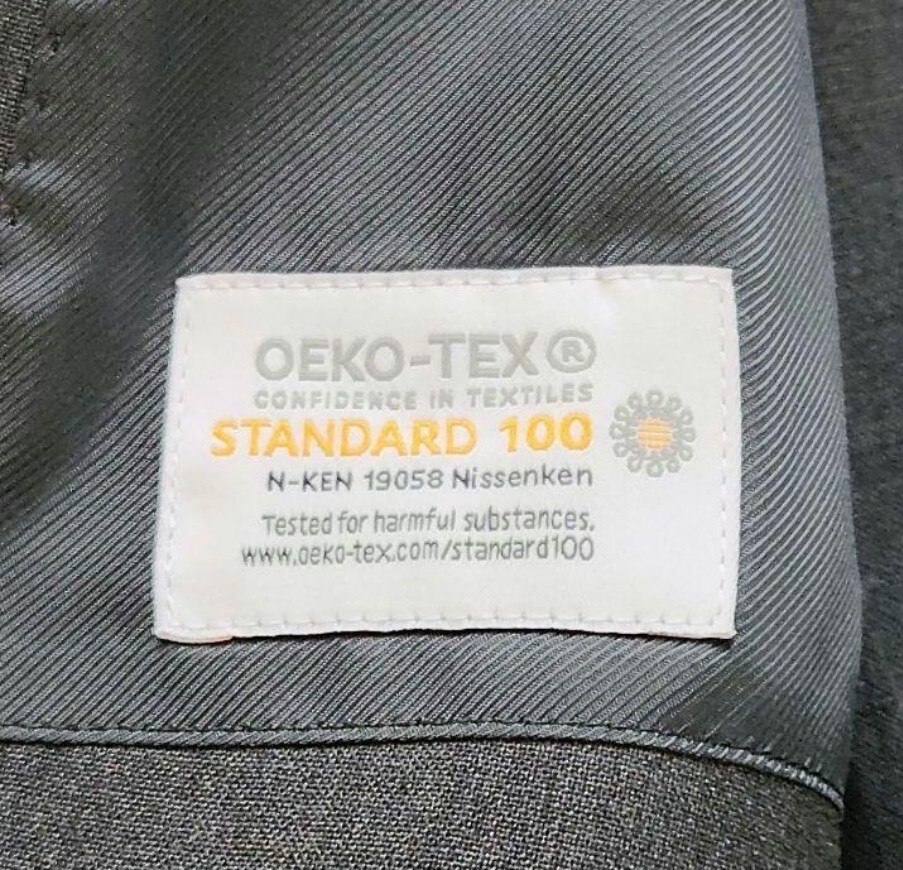 OEKO-TEX®
CONFIDENCE IN TEXTILES
STANDARD 100
N-KEN 19058 Nissenken
Tested for harmful substances.
www.oeko-tex.com/standard100